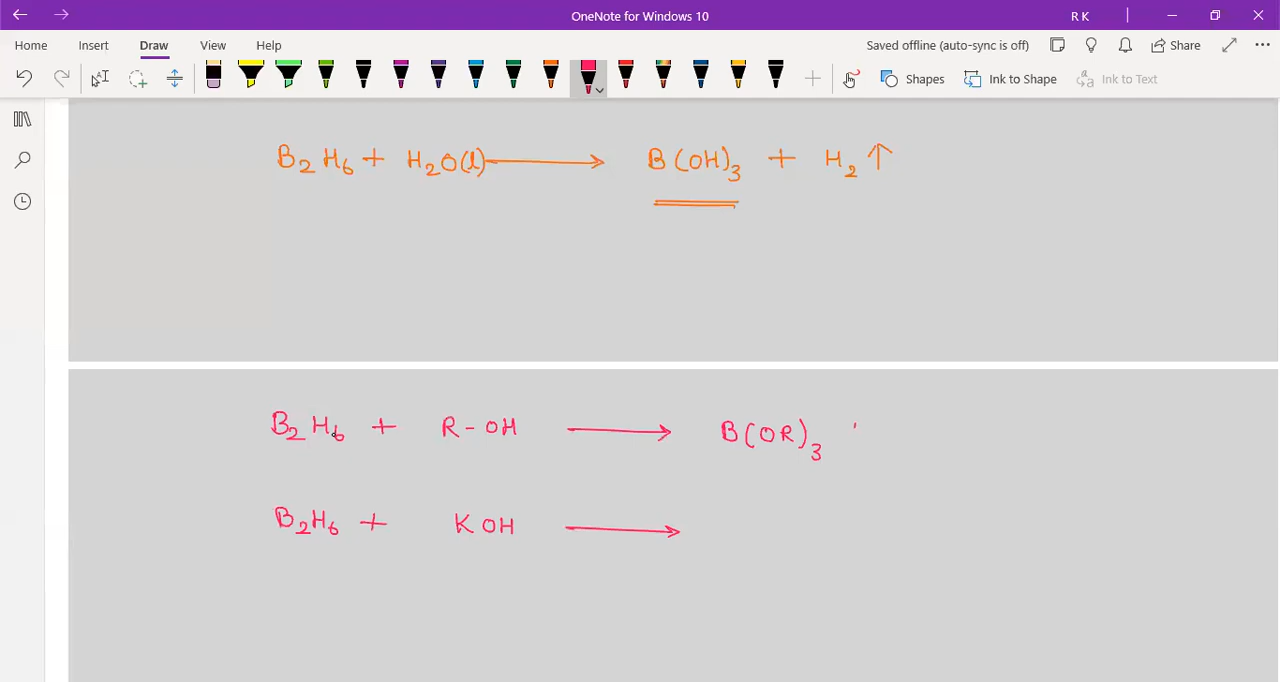 OneNote for Windows 10
R K
Home Insert Draw View Help
Saved offline (auto-sync is off) Share
Shapes Ink to Shape Ink to Text
B₂H₆ + H₂O(l) ⟶ B(OH)₃ + H₂ ↑
B₂H₆ + R-OH ⟶ B(OR)₃
B₂H₆ + KOH ⟶